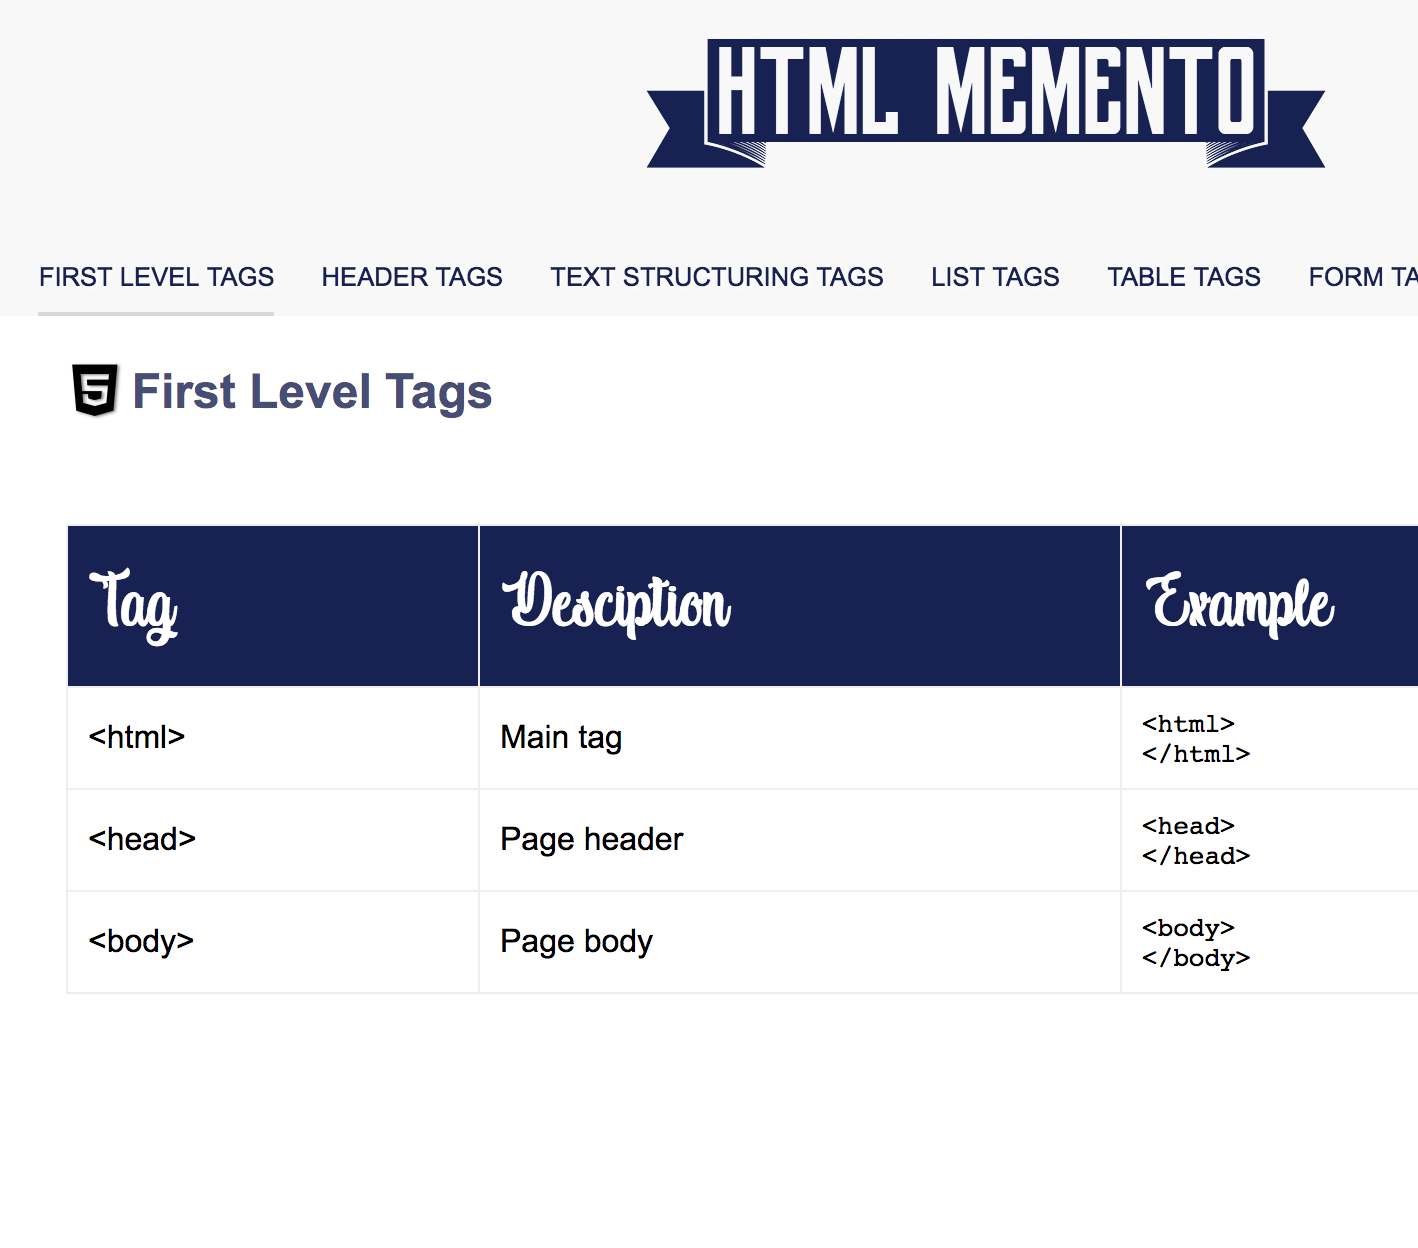 HTML MEMENTO
FIRST LEVEL TAGS HEADER TAGS TEXT STRUCTURING TAGS LIST TAGS TABLE TAGS FORM TA
5 First Level Tags
Tag Desciption Example
<html> Main tag <html>
</html>
<head> Page header <head>
</head>
<body> Page body <body>
</body>